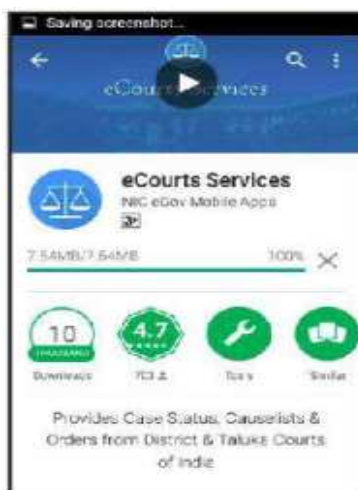 Saving screenshot...
eCourts Services
eCourts Services
NIC eGov Mobile Apps
3+
7.54MB/7.54MB 100%
10 4.7
THOUSAND
Downloads Tools Similar
Provides Case Status, Causelists &
Orders from District & Taluka Courts
of India